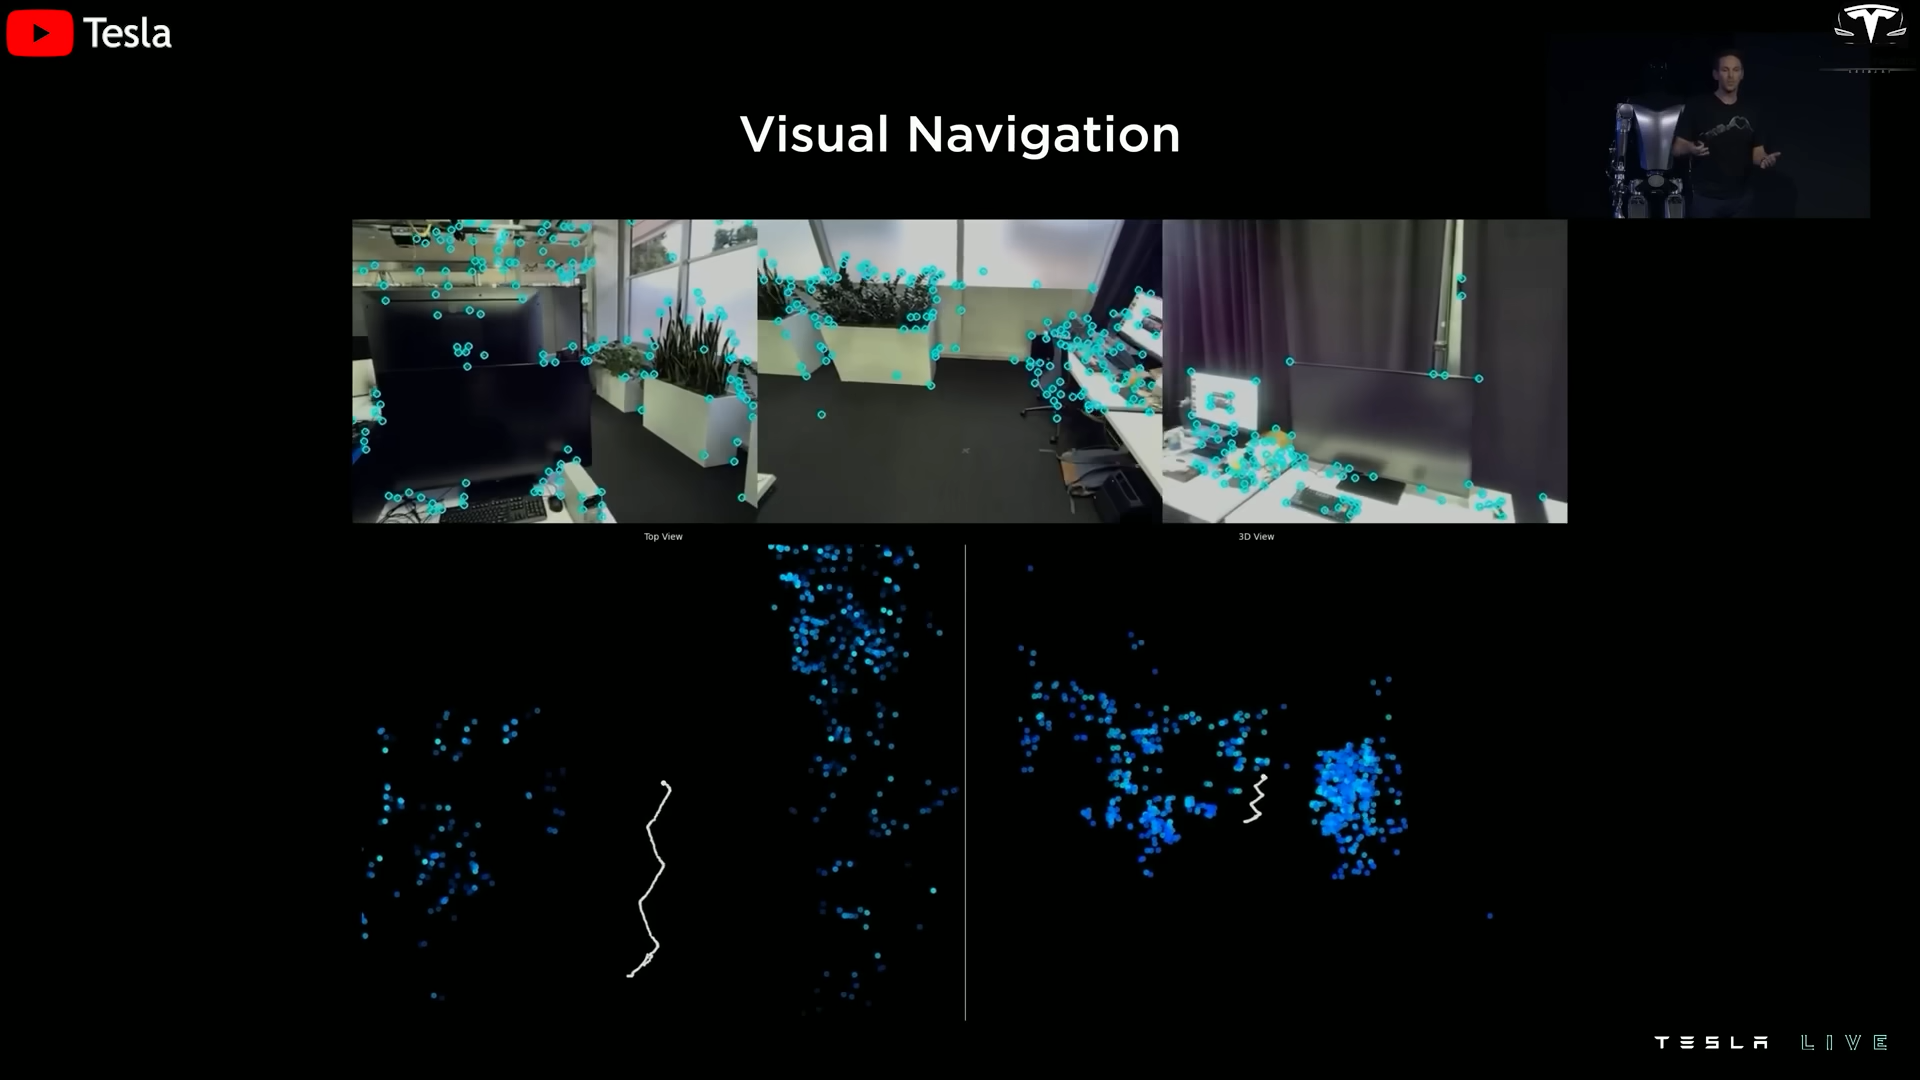 Tesla
Visual Navigation
Top View
3D View
TESLA LIVE